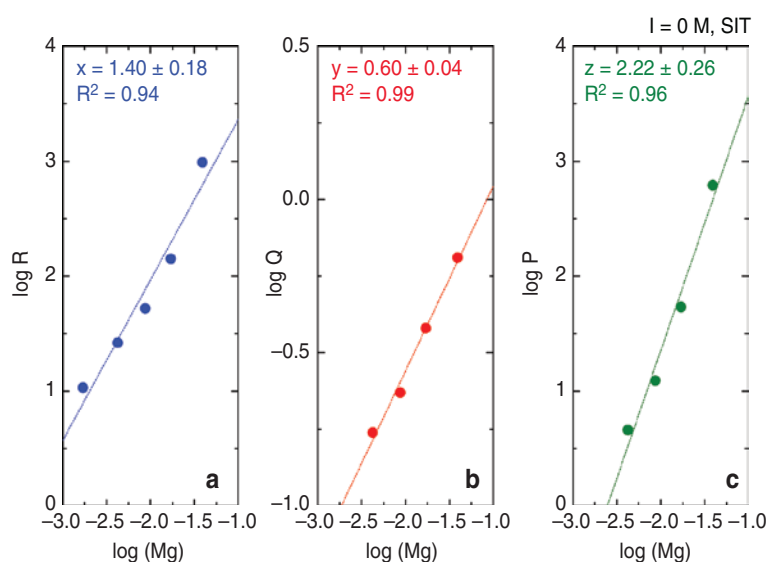 I = 0 M, SIT
x = 1.40 ± 0.18
R² = 0.94
4
3
2
1
0
log R
−3.0 −2.5 −2.0 −1.5 −1.0
log (Mg)
a
y = 0.60 ± 0.04
R² = 0.99
0.5
0.0
−0.5
−1.0
log Q
−3.0 −2.5 −2.0 −1.5 −1.0
log (Mg)
b
z = 2.22 ± 0.26
R² = 0.96
4
3
2
1
0
log P
−3.0 −2.5 −2.0 −1.5 −1.0
log (Mg)
c